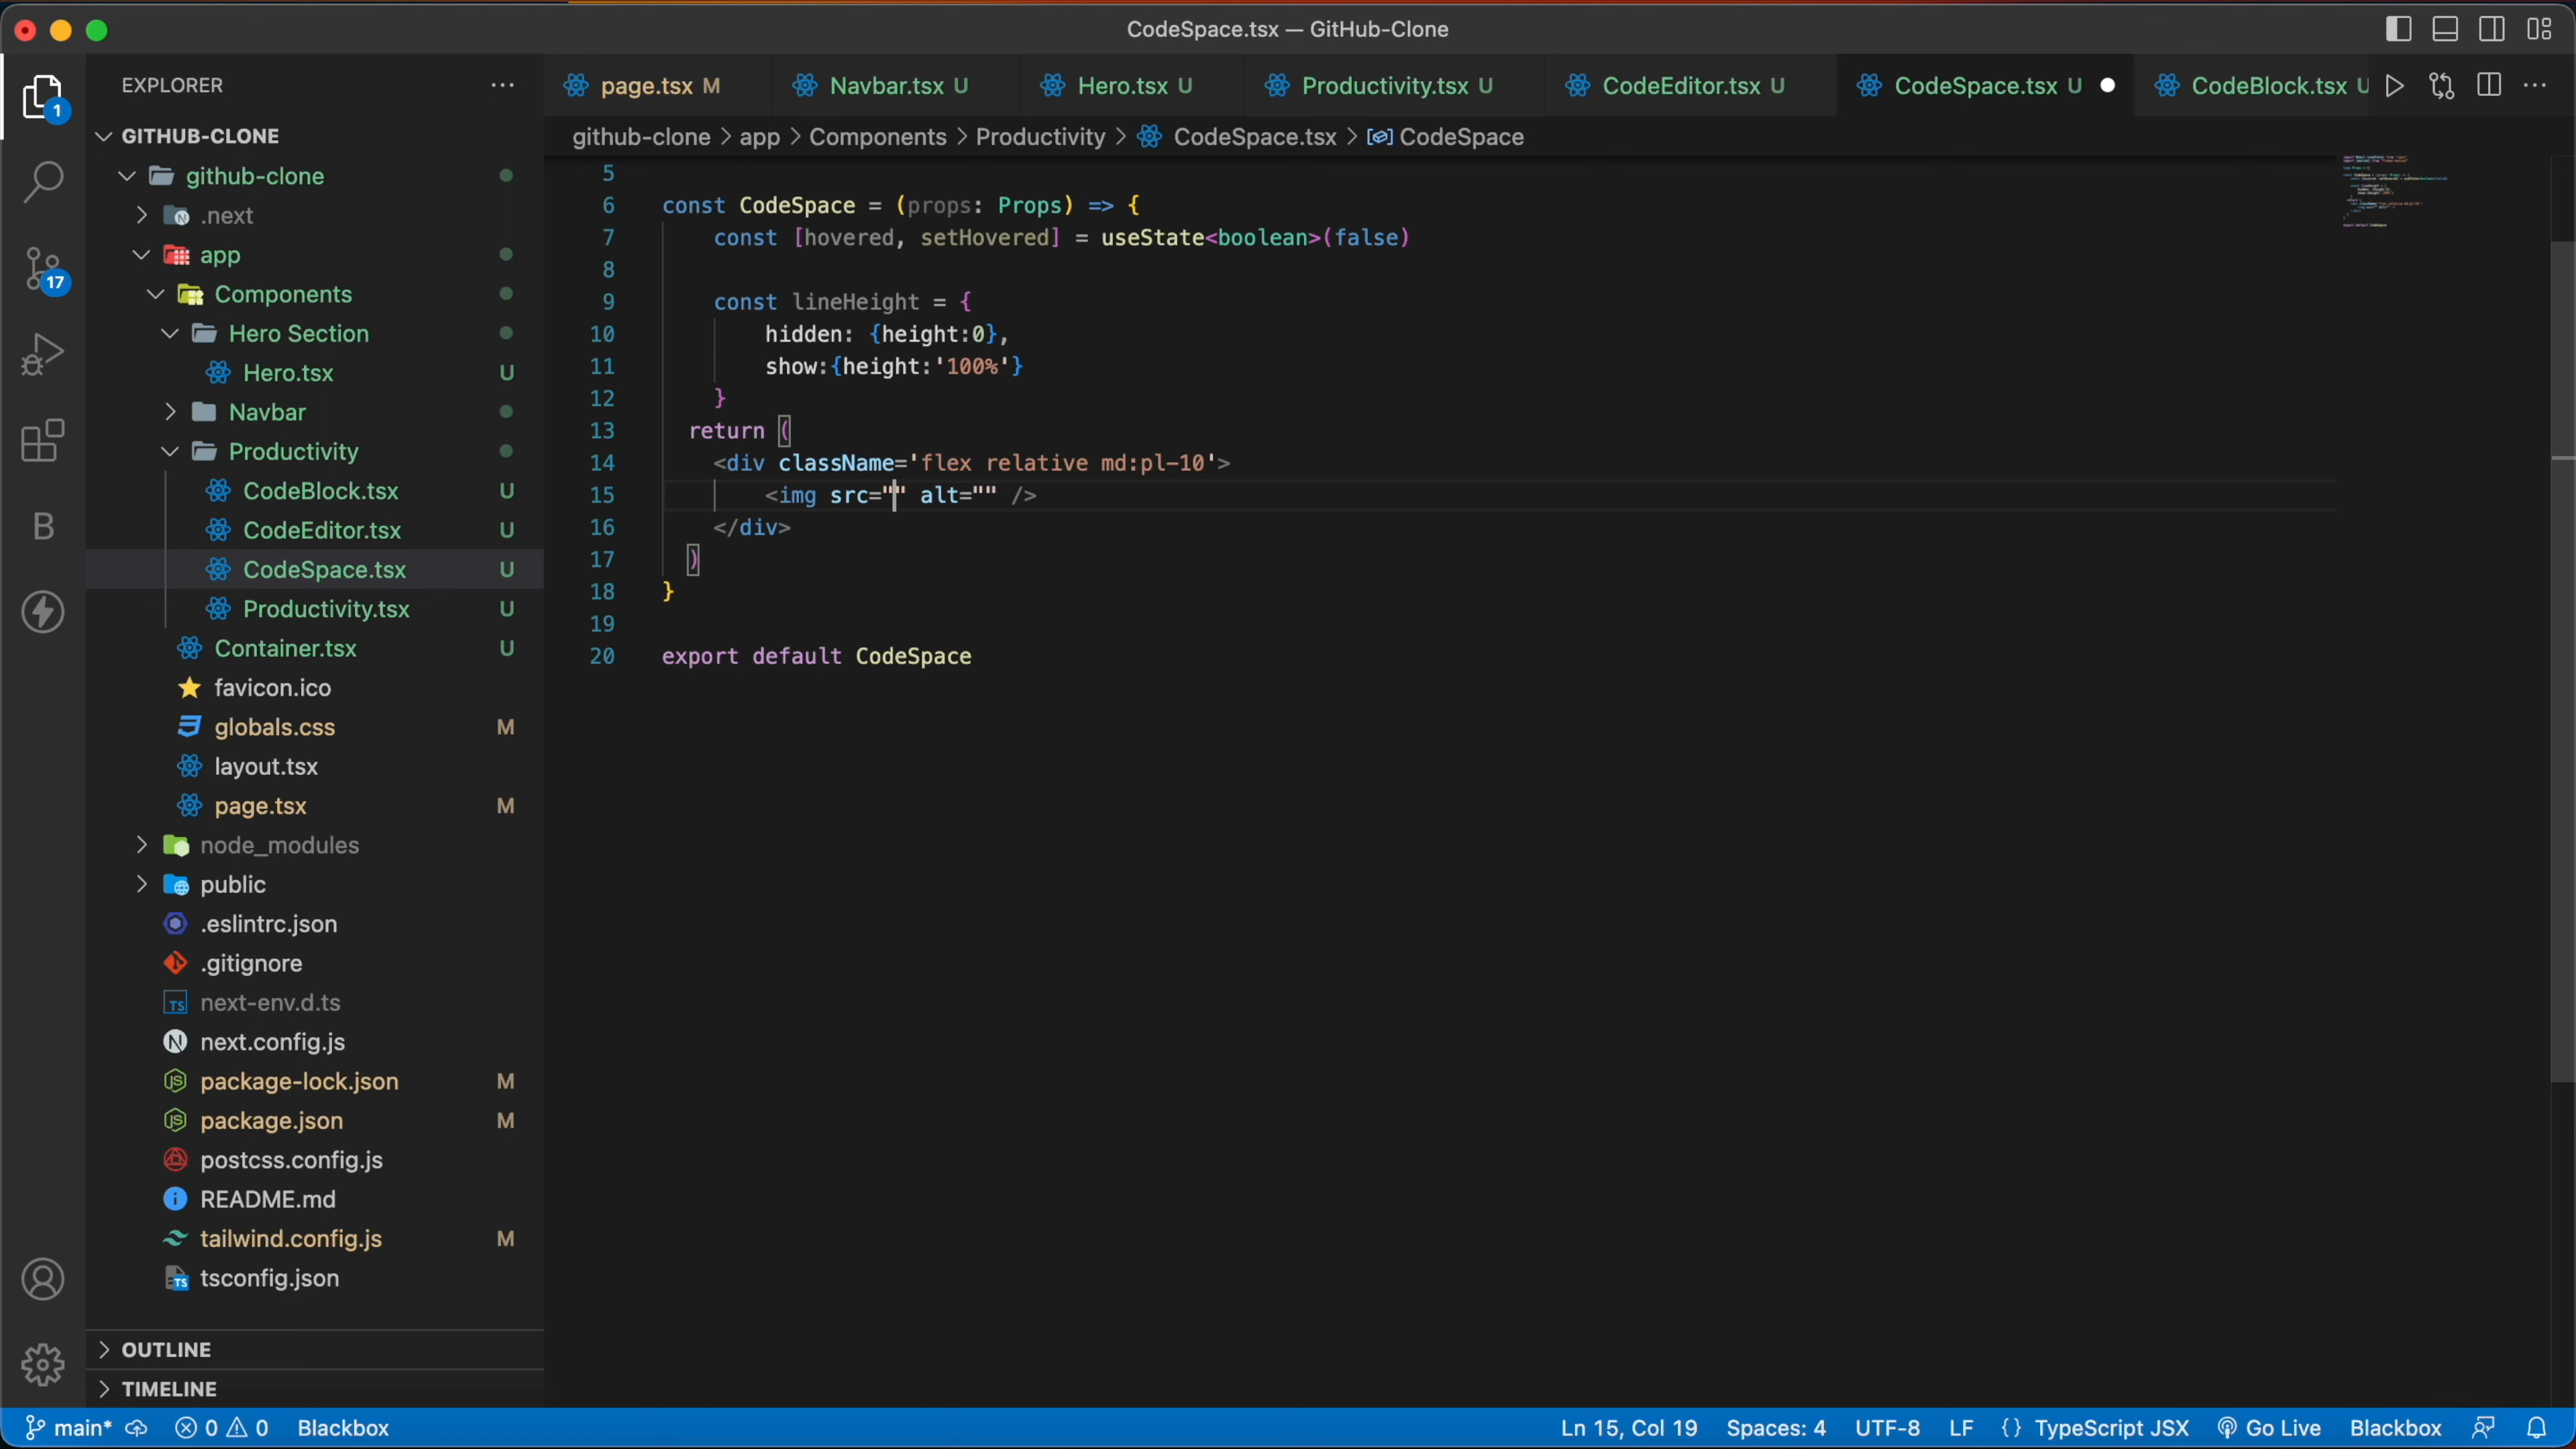 CodeSpace.tsx — GitHub-Clone
EXPLORER
page.tsx M
Navbar.tsx U
Hero.tsx U
Productivity.tsx U
CodeEditor.tsx U
CodeSpace.tsx U
CodeBlock.tsx U
1
17
B
GITHUB-CLONE
github-clone
.next
app
Components
Hero Section
Hero.tsx U
Navbar
Productivity
CodeBlock.tsx U
CodeEditor.tsx U
CodeSpace.tsx U
Productivity.tsx U
Container.tsx U
favicon.ico
globals.css M
layout.tsx
page.tsx M
node_modules
public
.eslintrc.json
.gitignore
next-env.d.ts
next.config.js
package-lock.json M
package.json M
postcss.config.js
README.md
tailwind.config.js M
tsconfig.json
OUTLINE
TIMELINE
github-clone > app > Components > Productivity > CodeSpace.tsx > CodeSpace
5
6 const CodeSpace = (props: Props) => {
7 const [hovered, setHovered] = useState<boolean>(false)
8
9 const lineHeight = {
10 hidden: {height:0},
11 show:{height:'100%'}
12 }
13 return (
14 <div className='flex relative md:pl-10'>
15 <img src="" alt="" />
16 </div>
17 )
18 }
19
20 export default CodeSpace
main* 0 0 Blackbox
Ln 15, Col 19 Spaces: 4 UTF-8 LF {} TypeScript JSX Go Live Blackbox